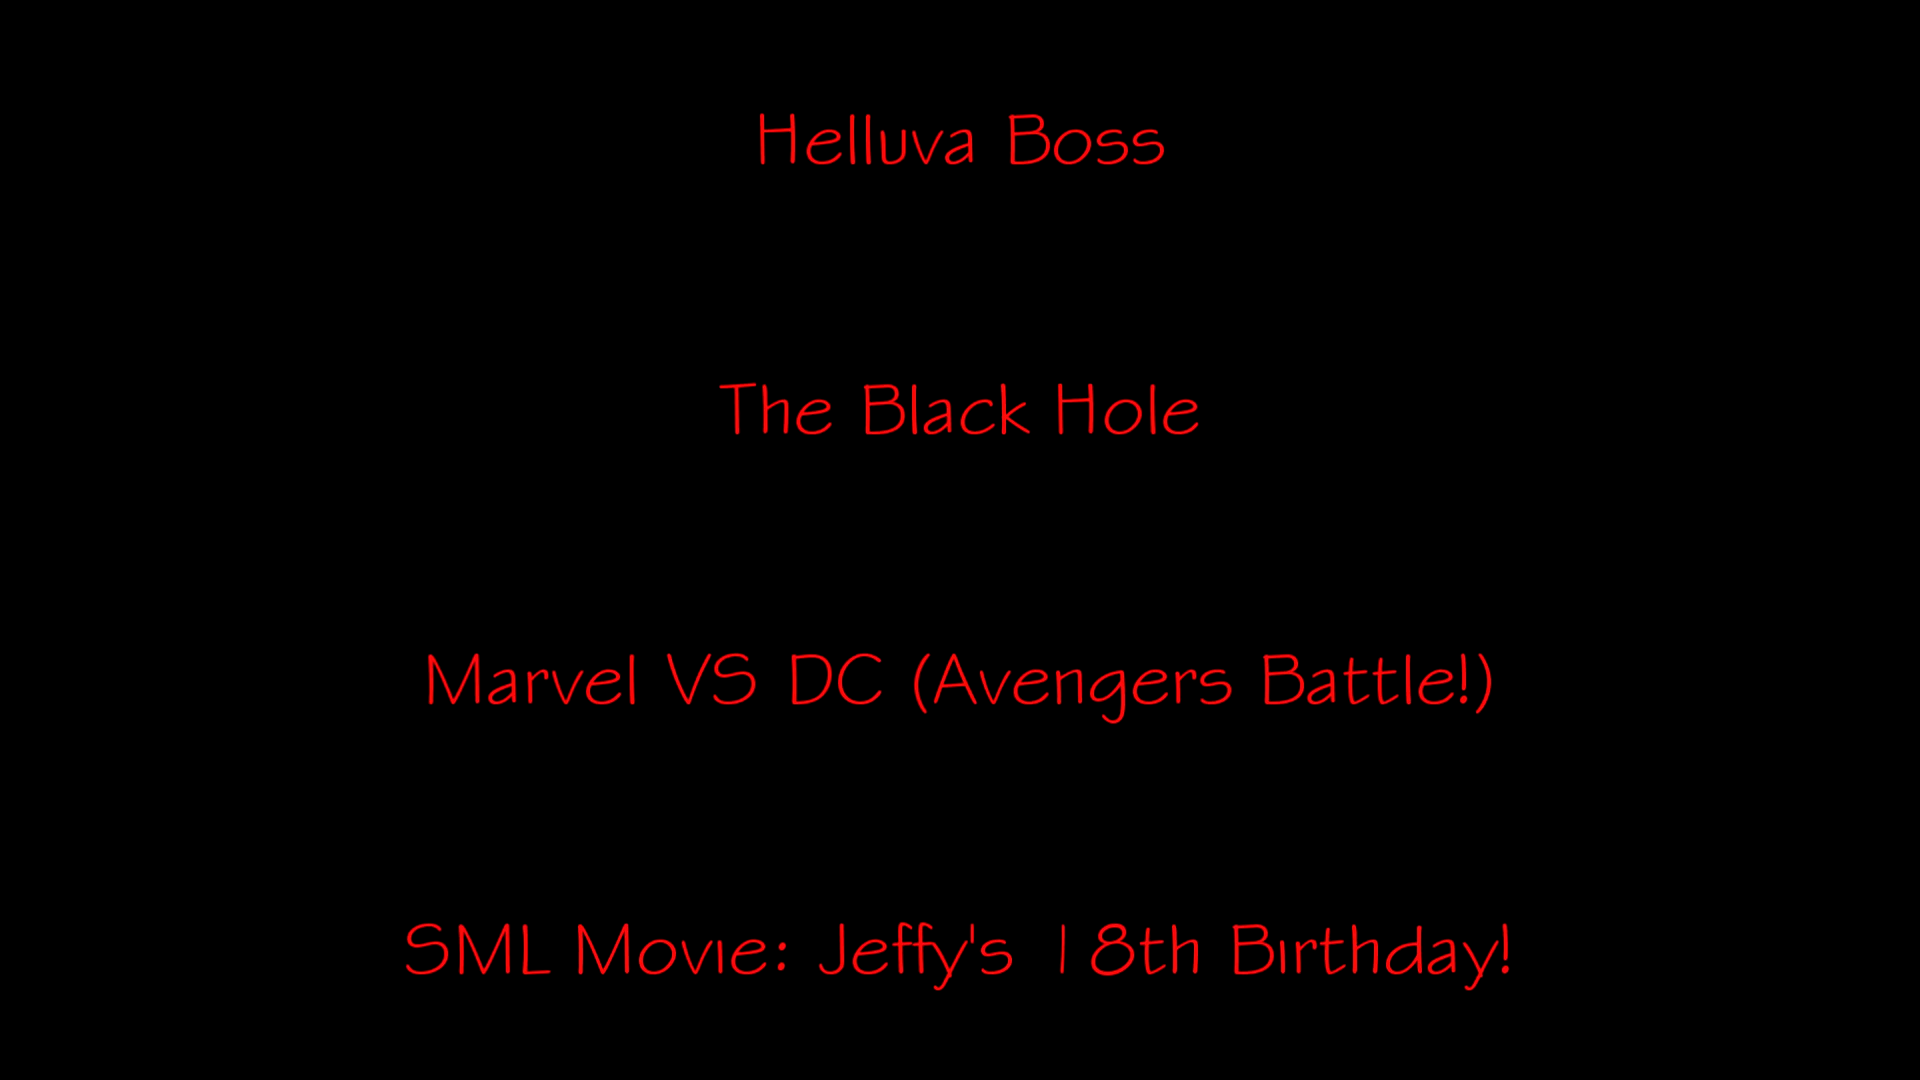 Helluva Boss
The Black Hole
Marvel VS DC (Avengers Battle!)
SML Movie: Jeffy's 18th Birthday!